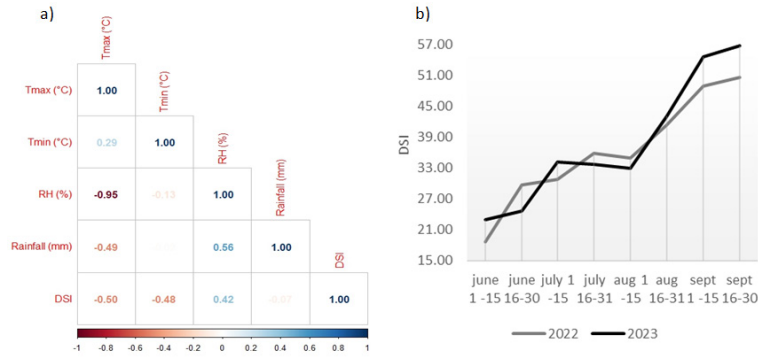 a)
Tmax (°C)
Tmax (°C) 1.00
Tmin (°C)
Tmin (°C) 0.29 1.00
RH (%)
RH (%) -0.95 -0.13 1.00
Rainfall (mm)
Rainfall (mm) -0.49 0.56 1.00
DSI
DSI -0.50 -0.48 0.42 -0.07 1.00
-1 -0.8 -0.6 -0.4 -0.2 0 0.2 0.4 0.6 0.8 1
b)
57.00
51.00
45.00
39.00
33.00
27.00
21.00
15.00
DSI
june july 1 july aug 1 aug sept sept
june
1 -15 16-30 -15 16-31 -15 16-31 1 -15 16-30
2022 2023